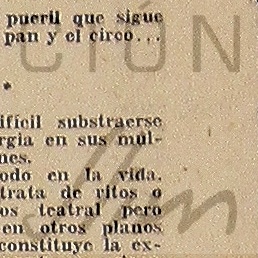 pueril que sigue
pan y el circo...
CIÓN
*
ifícil substraerse
rgia en sus múl-
nes.
odo en la vida.
trata de ritos o
os teatral pero
en otros planos
constituye la ex-